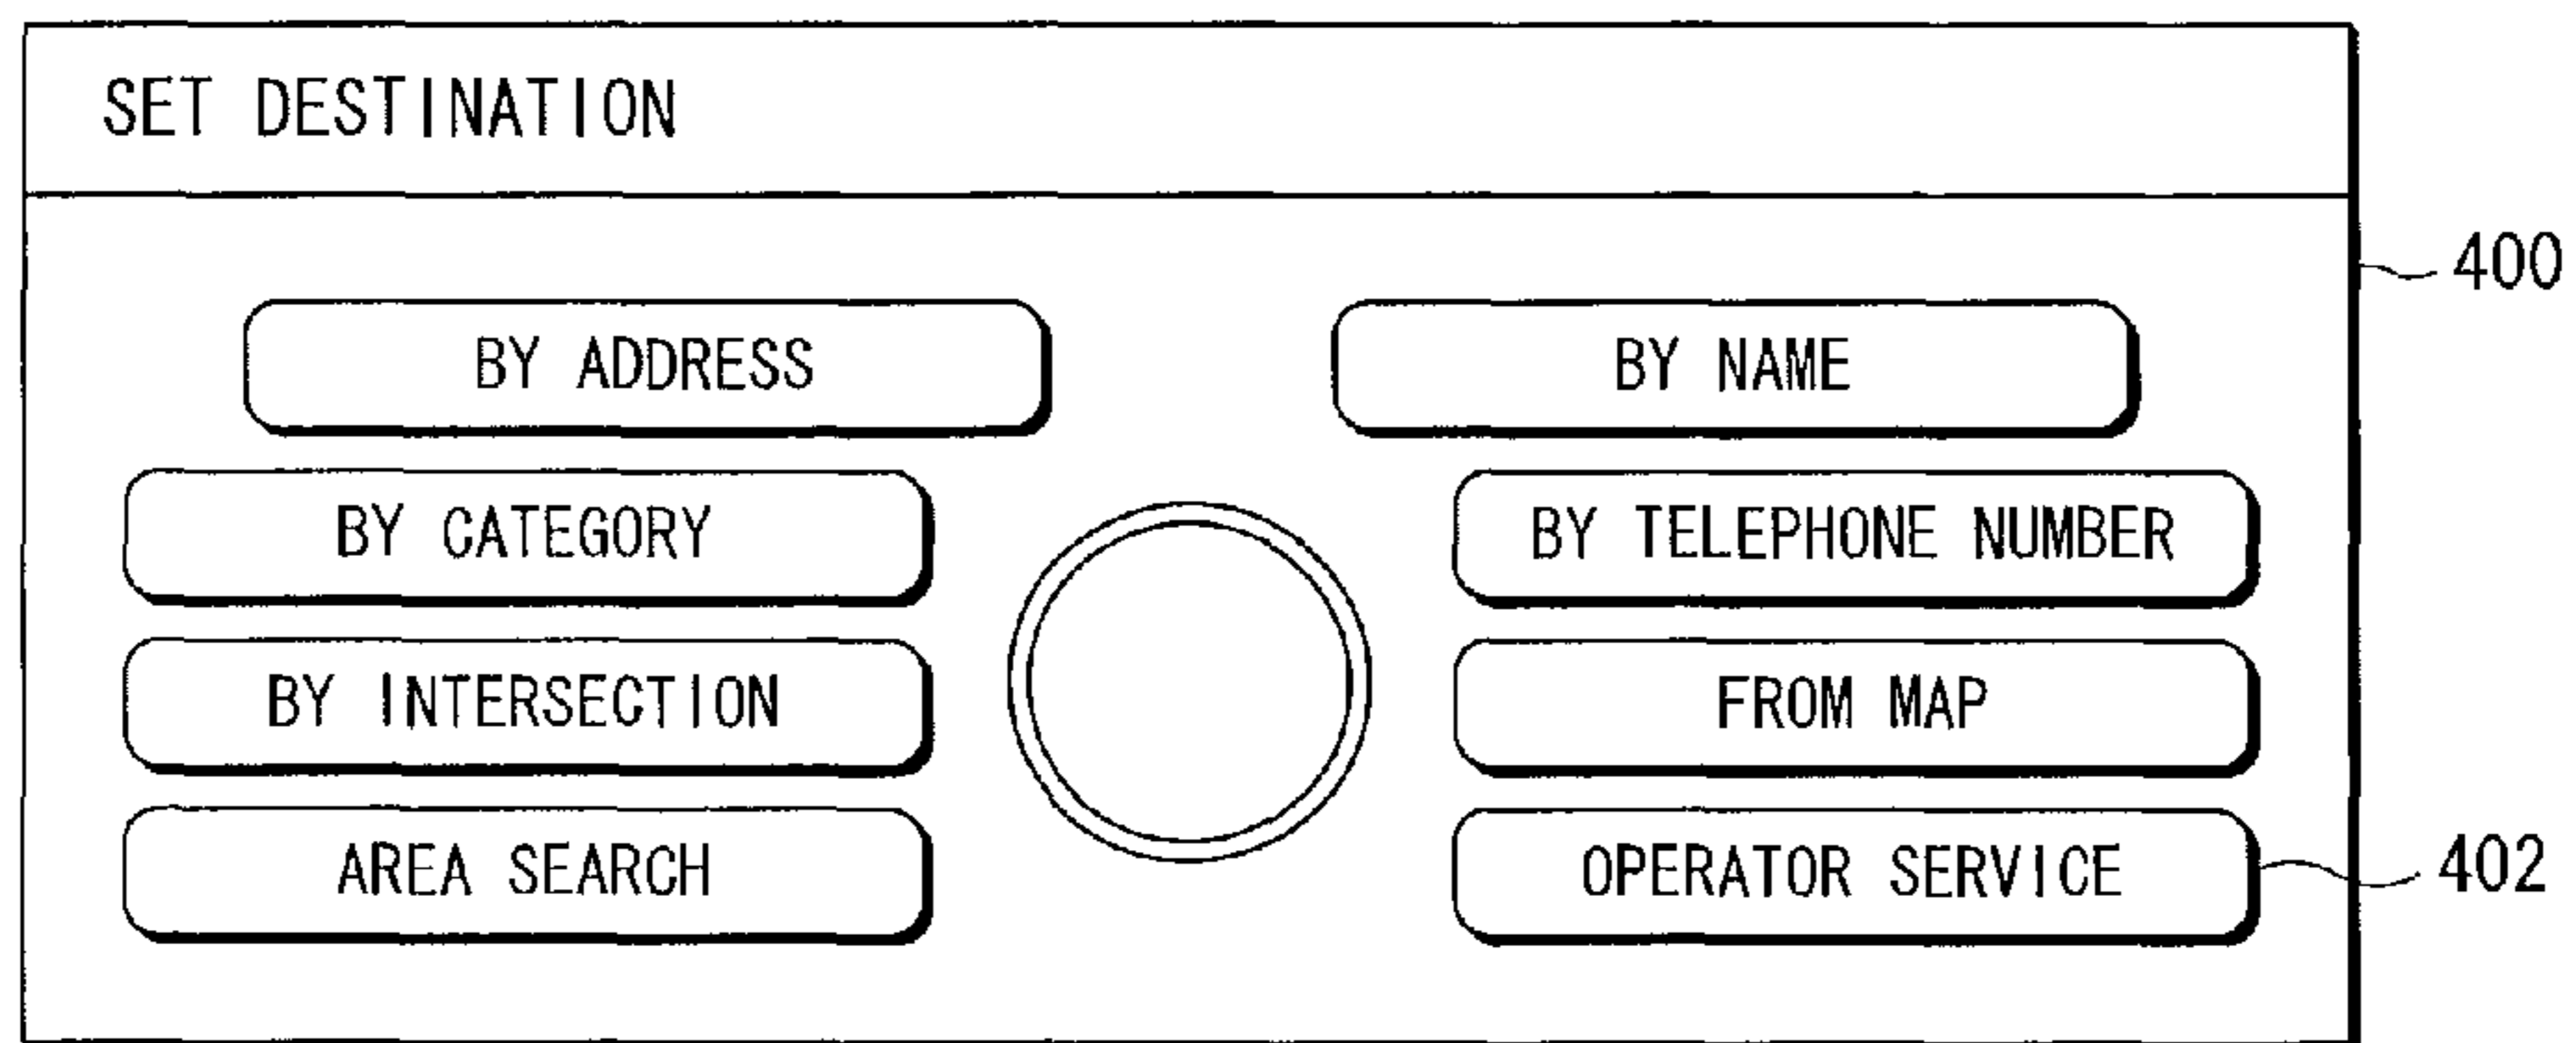 SET DESTINATION
400
BY ADDRESS
BY NAME
BY CATEGORY
BY TELEPHONE NUMBER
BY INTERSECTION
FROM MAP
AREA SEARCH
OPERATOR SERVICE
402